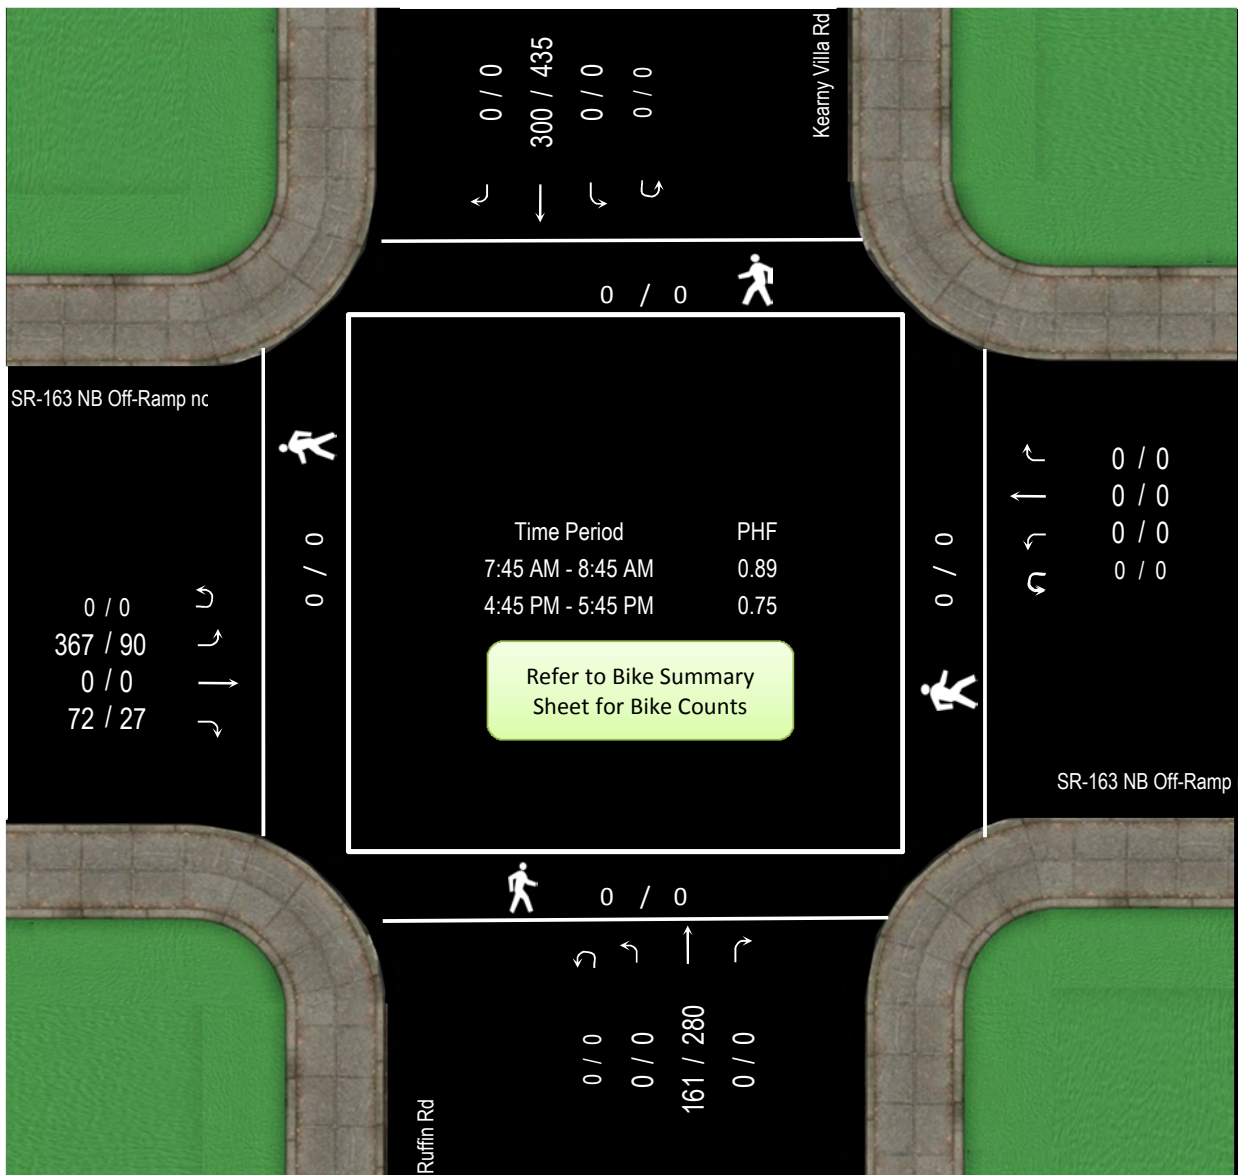 0 / 0
300 / 435
0 / 0
0 / 0
Kearny Villa Rd
0 / 0
SR-163 NB Off-Ramp nc
0 / 0
0 / 0
367 / 90
0 / 0
72 / 27
Time Period PHF
7:45 AM - 8:45 AM 0.89
4:45 PM - 5:45 PM 0.75
Refer to Bike Summary
Sheet for Bike Counts
0 / 0
0 / 0
0 / 0
0 / 0
0 / 0
SR-163 NB Off-Ramp
0 / 0
0 / 0
0 / 0
161 / 280
0 / 0
Ruffin Rd